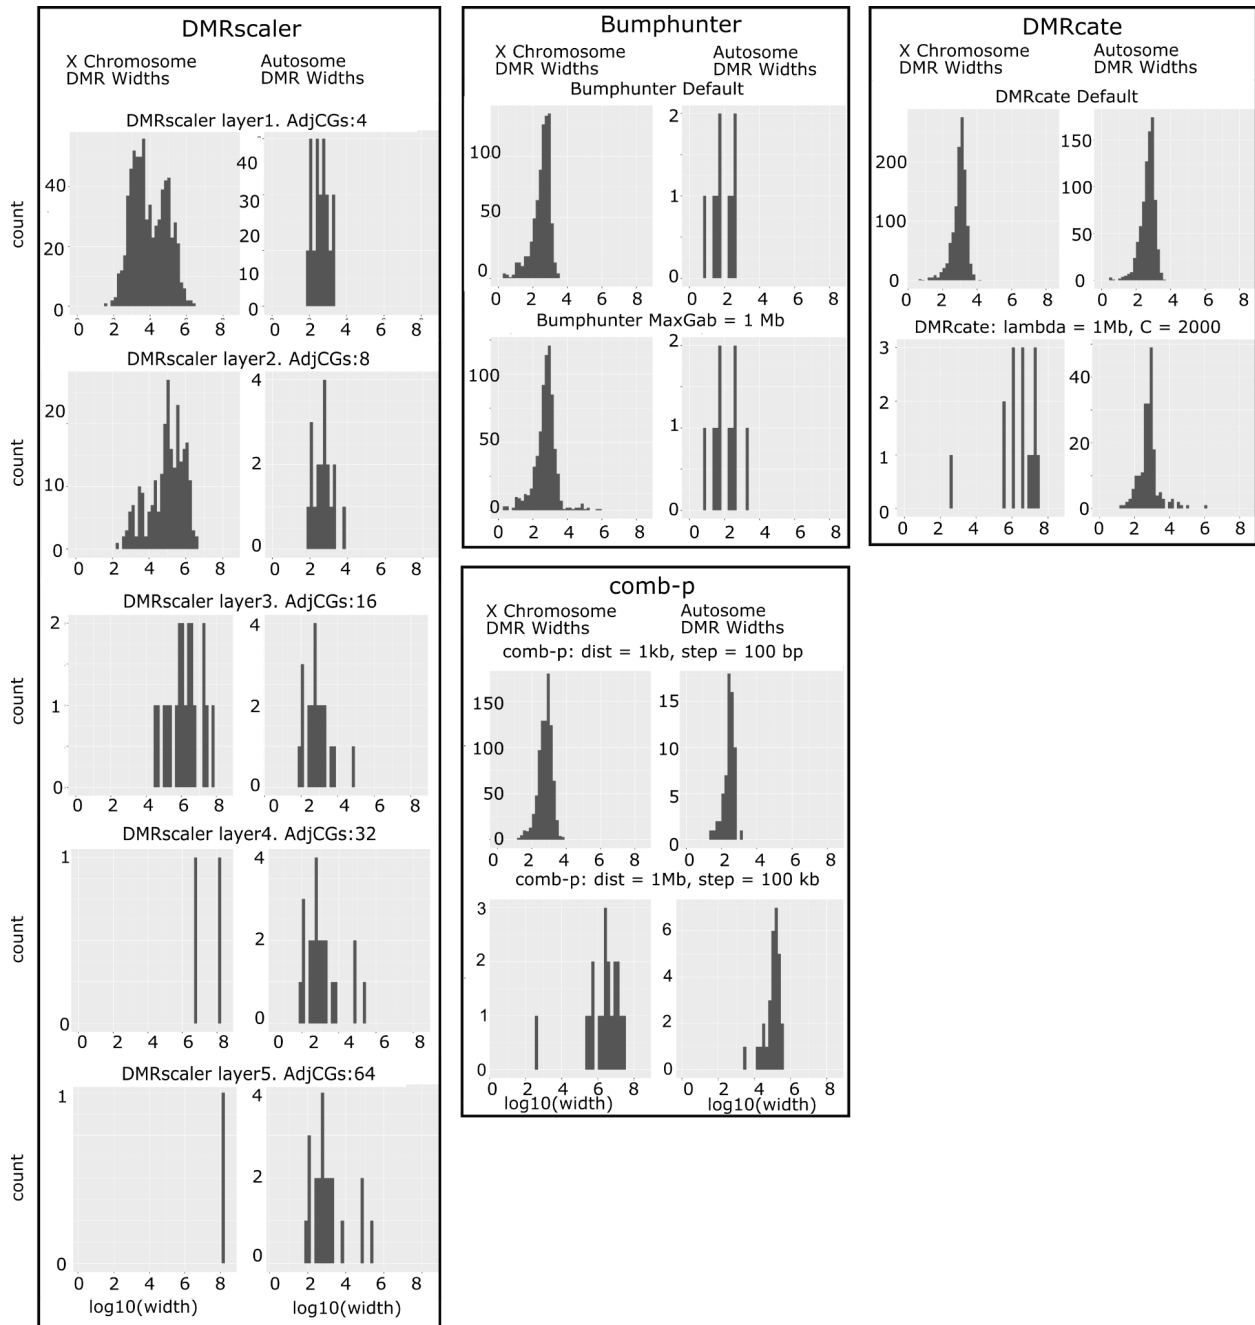 DMRscaler
X Chromosome Autosome
DMR Widths DMR Widths
DMRscaler layer1. AdjCGs:4
count
40
20
0
40
30
20
10
0
0 2 4 6 8
0 2 4 6 8
DMRscaler layer2. AdjCGs:8
count
20
10
0
4
2
0
0 2 4 6 8
0 2 4 6 8
DMRscaler layer3. AdjCGs:16
count
2
1
0
4
2
0
0 2 4 6 8
0 2 4 6 8
DMRscaler layer4. AdjCGs:32
count
1
0
4
2
0
0 2 4 6 8
0 2 4 6 8
DMRscaler layer5. AdjCGs:64
count
1
0
4
2
0
0 2 4 6 8
0 2 4 6 8
log10(width) log10(width)
Bumphunter
X Chromosome Autosome
DMR Widths DMR Widths
Bumphunter Default
100
50
0
2
1
0
0 2 4 6 8
0 2 4 6 8
Bumphunter MaxGab = 1 Mb
100
50
0
2
1
0
0 2 4 6 8
0 2 4 6 8
comb-p
X Chromosome Autosome
DMR Widths DMR Widths
comb-p: dist = 1kb, step = 100 bp
150
100
50
0
15
10
5
0
0 2 4 6 8
0 2 4 6 8
comb-p: dist = 1Mb, step = 100 kb
3
2
1
0
6
4
2
0
0 2 4 6 8
0 2 4 6 8
log10(width) log10(width)
DMRcate
X Chromosome Autosome
DMR Widths DMR Widths
DMRcate Default
200
100
0
150
100
50
0
0 2 4 6 8
0 2 4 6 8
DMRcate: lambda = 1Mb, C = 2000
3
2
1
0
40
20
0
0 2 4 6 8
0 2 4 6 8